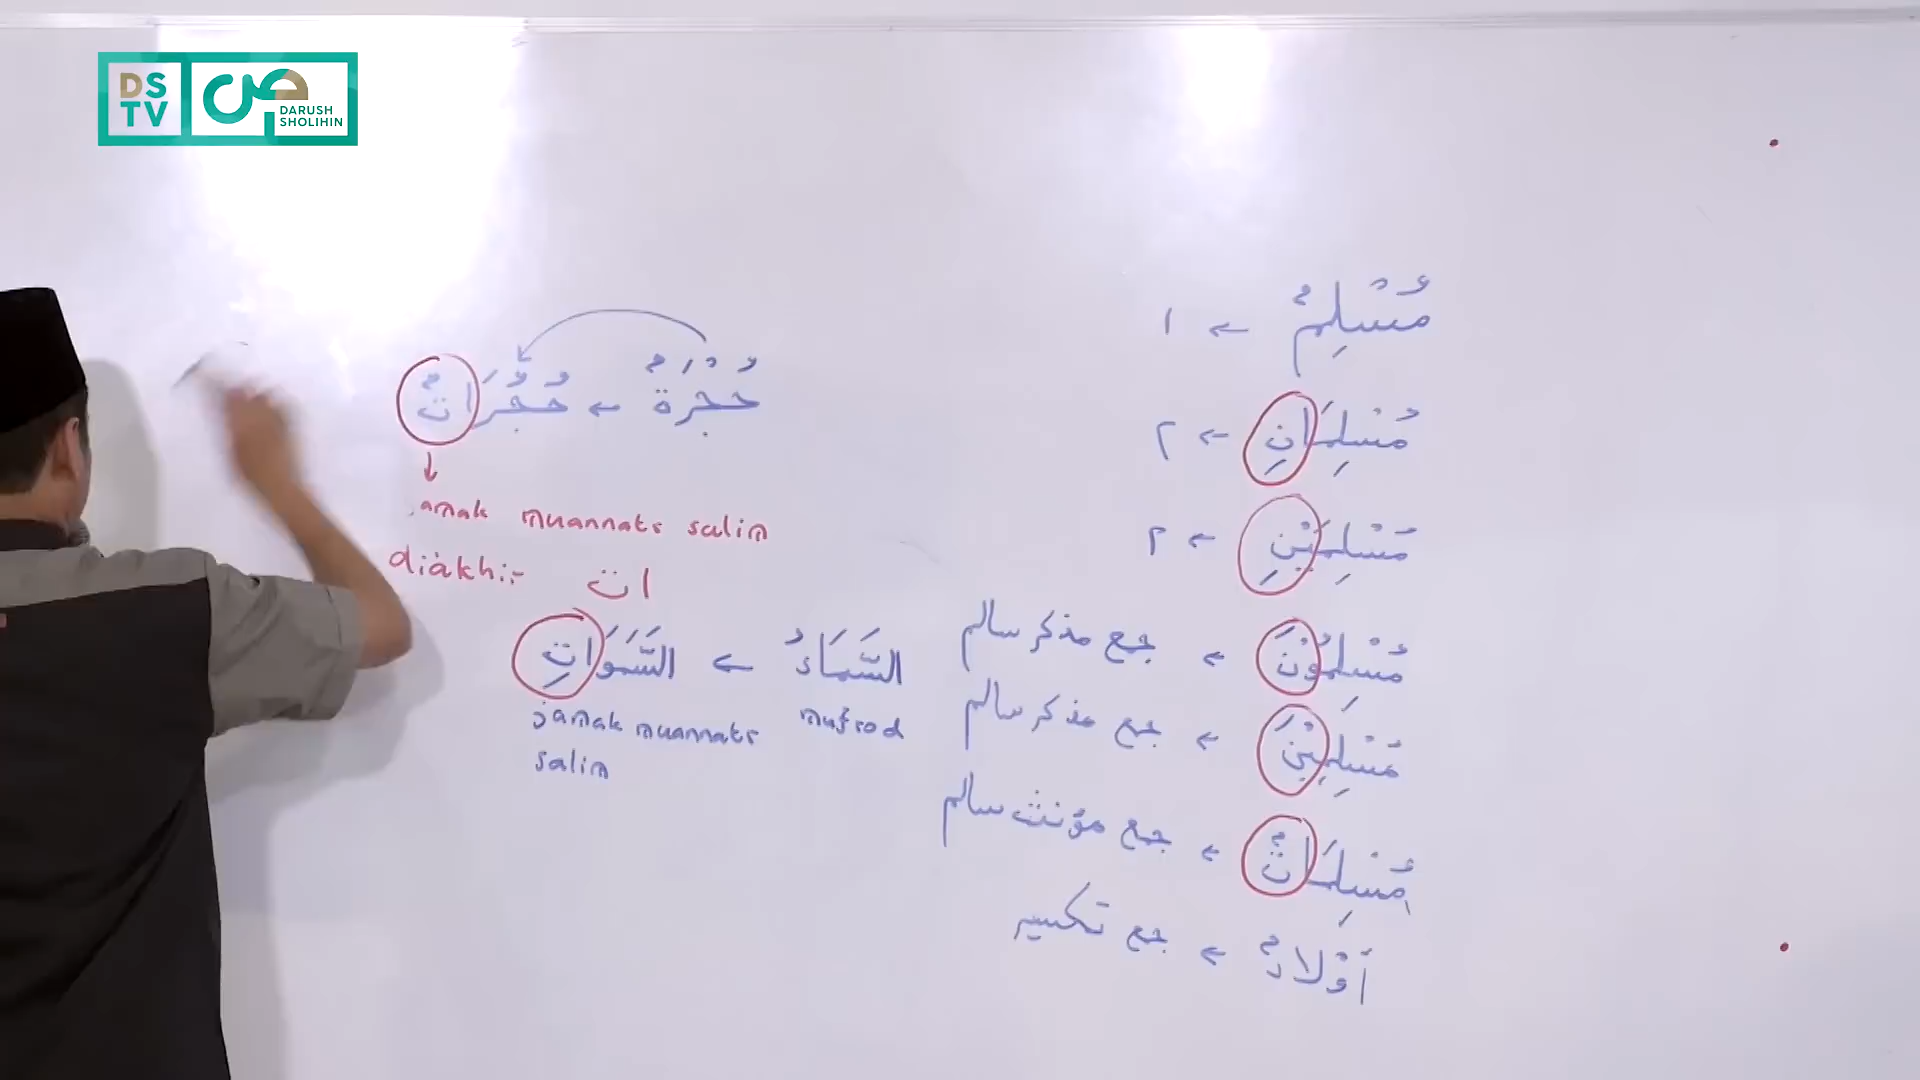 DS
TV
DARUSH
SHOLIHIN
مُسْلِمٌ ← ١
مُسْلِمَانِ ← ٢
مُسْلِمَيْنِ ← ٢
مُسْلِمُوْنَ ← جمع مذكر سالم
مُسْلِمِيْنَ ← جمع مذكر سالم
مُسْلِمَاتٌ ← جمع مؤنث سالم
أَوْلَادٌ ← جمع تكسير
حُجْرَةٌ ← حُجُرَاتٌ
jamak muannats salim
diakhir ات
السَّمَاءُ ← السَّمَوَاتِ
mufrod jamak muannats
salim